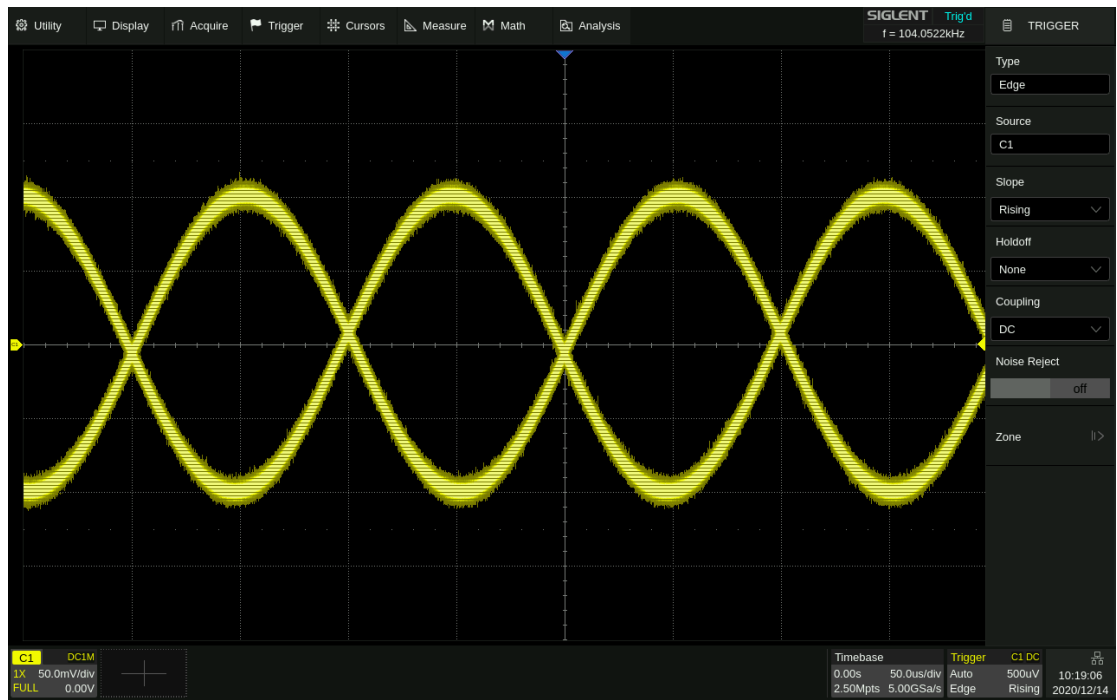 Utility
Display
Acquire
Trigger
Cursors
Measure
Math
Analysis
SIGLENT Trig'd
f = 104.0522kHz
TRIGGER
Type
Edge
Source
C1
Slope
Rising
Holdoff
None
Coupling
DC
Noise Reject
off
Zone
C1
C1 DC1M
1X 50.0mV/div
FULL 0.00V
Timebase
0.00s 50.0us/div
2.50Mpts 5.00GSa/s
Trigger C1 DC
Auto 500uV
Edge Rising
10:19:06
2020/12/14